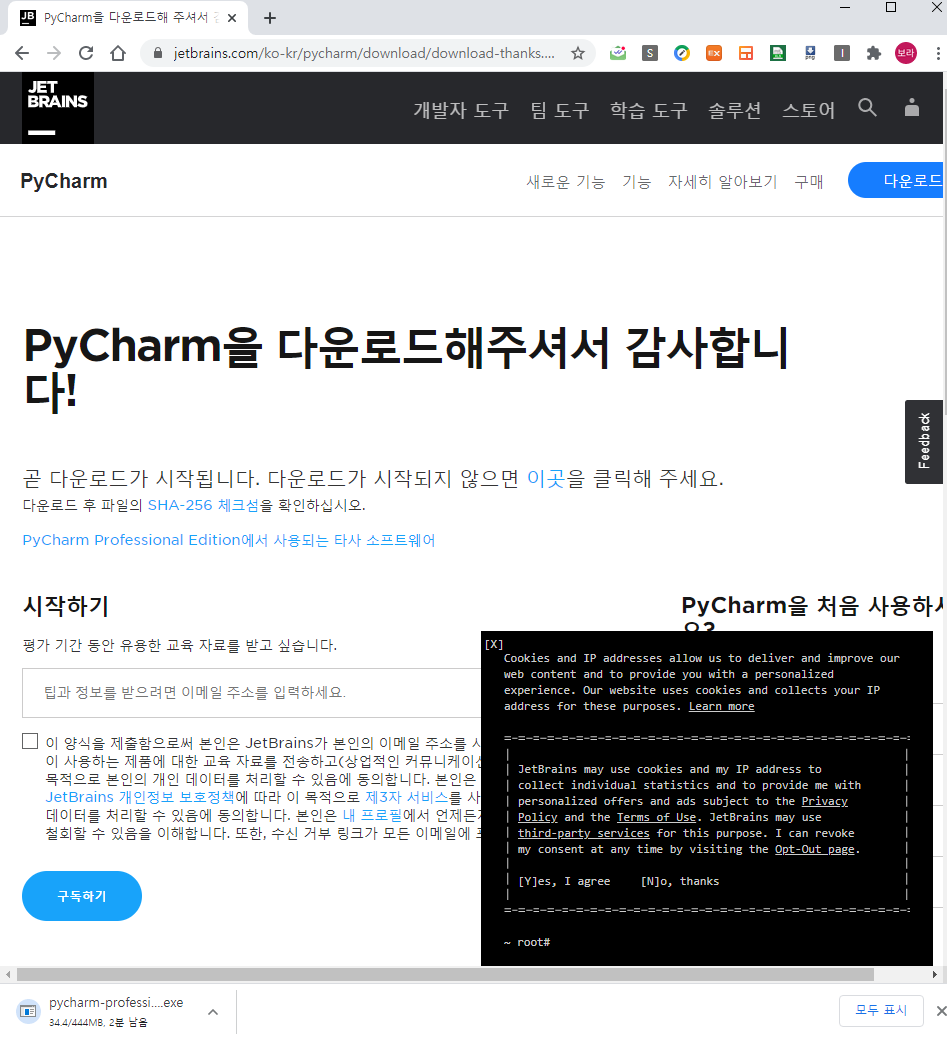 JB PyCharm을 다운로드해 주셔서 감
jetbrains.com/ko-kr/pycharm/download/download-thanks....
S
EX
png
I
보라
JET
BRAINS
개발자 도구 팀 도구 학습 도구 솔루션 스토어
PyCharm
새로운 기능 기능 자세히 알아보기 구매 다운로드
PyCharm을 다운로드해주셔서 감사합니
다!
Feedback
곧 다운로드가 시작됩니다. 다운로드가 시작되지 않으면 이곳을 클릭해 주세요.
다운로드 후 파일의 SHA-256 체크섬을 확인하십시오.
PyCharm Professional Edition에서 사용되는 타사 소프트웨어
시작하기
평가 기간 동안 유용한 교육 자료를 받고 싶습니다.
팁과 정보를 받으려면 이메일 주소를 입력하세요.
이 양식을 제출함으로써 본인은 JetBrains가 본인의 이메일 주소를
이 사용하는 제품에 대한 교육 자료를 전송하고(상업적인 커뮤니케이션
목적으로 본인의 개인 데이터를 처리할 수 있음에 동의합니다. 본인은
JetBrains 개인정보 보호정책에 따라 이 목적으로 제3자 서비스를
데이터를 처리할 수 있음에 동의합니다. 본인은 내 프로필에서 언제든지
철회할 수 있음을 이해합니다. 또한, 수신 거부 링크가 모든 이메일에
구독하기
PyCharm을 처음 사용하시
요?
[X]
Cookies and IP addresses allow us to deliver and improve our
web content and to provide you with a personalized
experience. Our website uses cookies and collects your IP
address for these purposes. Learn more
JetBrains may use cookies and my IP address to
collect individual statistics and to provide me with
personalized offers and ads subject to the Privacy
Policy and the Terms of Use. JetBrains may use
third-party services for this purpose. I can revoke
my consent at any time by visiting the Opt-Out page.
[Y]es, I agree [N]o, thanks
~ root#
pycharm-professi....exe
34.4/444MB, 2분 남음
모두 표시